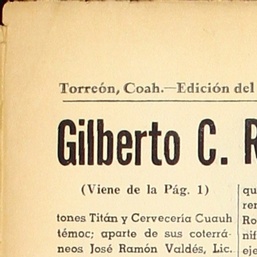 Torreón, Coah.—Edición del
Gilberto C. R
(Viene de la Pág. 1)
tones Titán y Cervecería Cuauh
témoc; aparte de sus coterrá-
neos José Ramón Valdés, Lic.
qu
ren
Ro
nif
eje